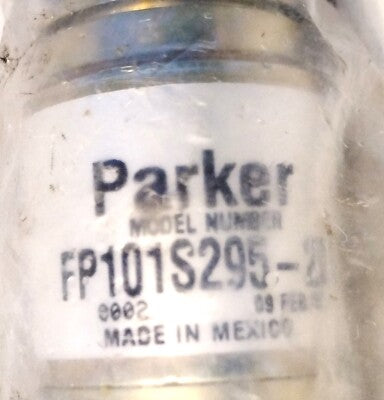 Parker
MODEL NUMBER
FP101S295-
0002 09 FEB
MADE IN MEXICO